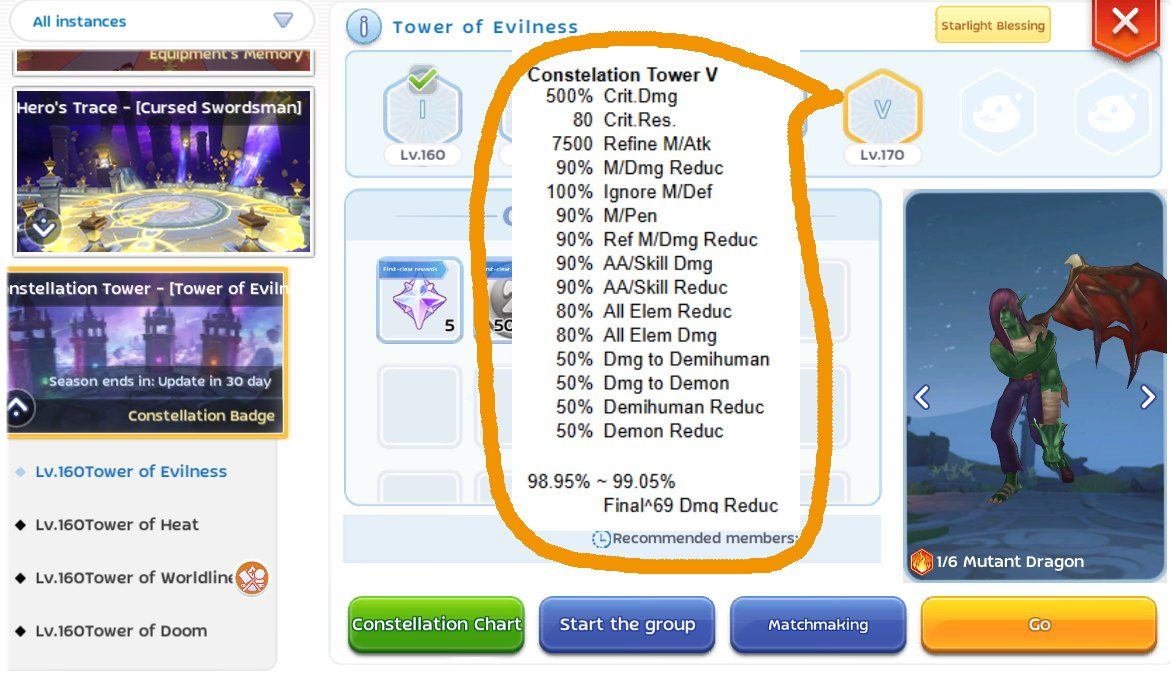 All instances
Equipment's Memory
Hero's Trace - [Cursed Swordsman]
nstellation Tower - [Tower of Eviln
Season ends in: Update in 30 day
Constellation Badge
Lv.160Tower of Evilness
Lv.160Tower of Heat
Lv.160Tower of Worldline
Lv.160Tower of Doom
Tower of Evilness
Starlight Blessing
I
Lv.160
V
Lv.170
Constelation Tower V
500% Crit.Dmg
80 Crit.Res.
7500 Refine M/Atk
90% M/Dmg Reduc
100% Ignore M/Def
90% M/Pen
90% Ref M/Dmg Reduc
90% AA/Skill Dmg
90% AA/Skill Reduc
80% All Elem Reduc
80% All Elem Dmg
50% Dmg to Demihuman
50% Dmg to Demon
50% Demihuman Reduc
50% Demon Reduc
98.95% ~ 99.05%
Final^69 Dmg Reduc
First-clear rewards
5
First-clear
50
Recommended members:
1/6 Mutant Dragon
Constellation Chart
Start the group
Matchmaking
Go